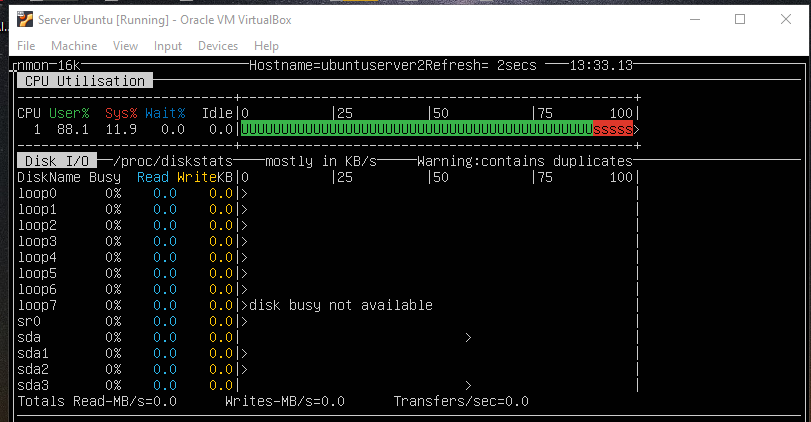 Server Ubuntu [Running] - Oracle VM VirtualBox
File Machine View Input Devices Help
nmon-16k Hostname=ubuntuserver2Refresh= 2secs 13:33.13
CPU Utilisation
CPU User% Sys% Wait% Idle|0 |25 |50 |75 100|
1 88.1 11.9 0.0 0.0|UUUUUUUUUUUUUUUUUUUUUUUUUUUUUUUUUUUUUUUUUUUUsssss>
Disk I/O /proc/diskstats mostly in KB/s Warning:contains duplicates
DiskName Busy Read WriteKB|0 |25 |50 |75 100|
loop0 0% 0.0 0.0|> |
loop1 0% 0.0 0.0|> |
loop2 0% 0.0 0.0|> |
loop3 0% 0.0 0.0|> |
loop4 0% 0.0 0.0|> |
loop5 0% 0.0 0.0|> |
loop6 0% 0.0 0.0|> |
loop7 0% 0.0 0.0|>disk busy not available |
sr0 0% 0.0 0.0|> |
sda 0% 0.0 0.0| > |
sda1 0% 0.0 0.0|> |
sda2 0% 0.0 0.0|> |
sda3 0% 0.0 0.0| > |
Totals Read-MB/s=0.0 Writes-MB/s=0.0 Transfers/sec=0.0